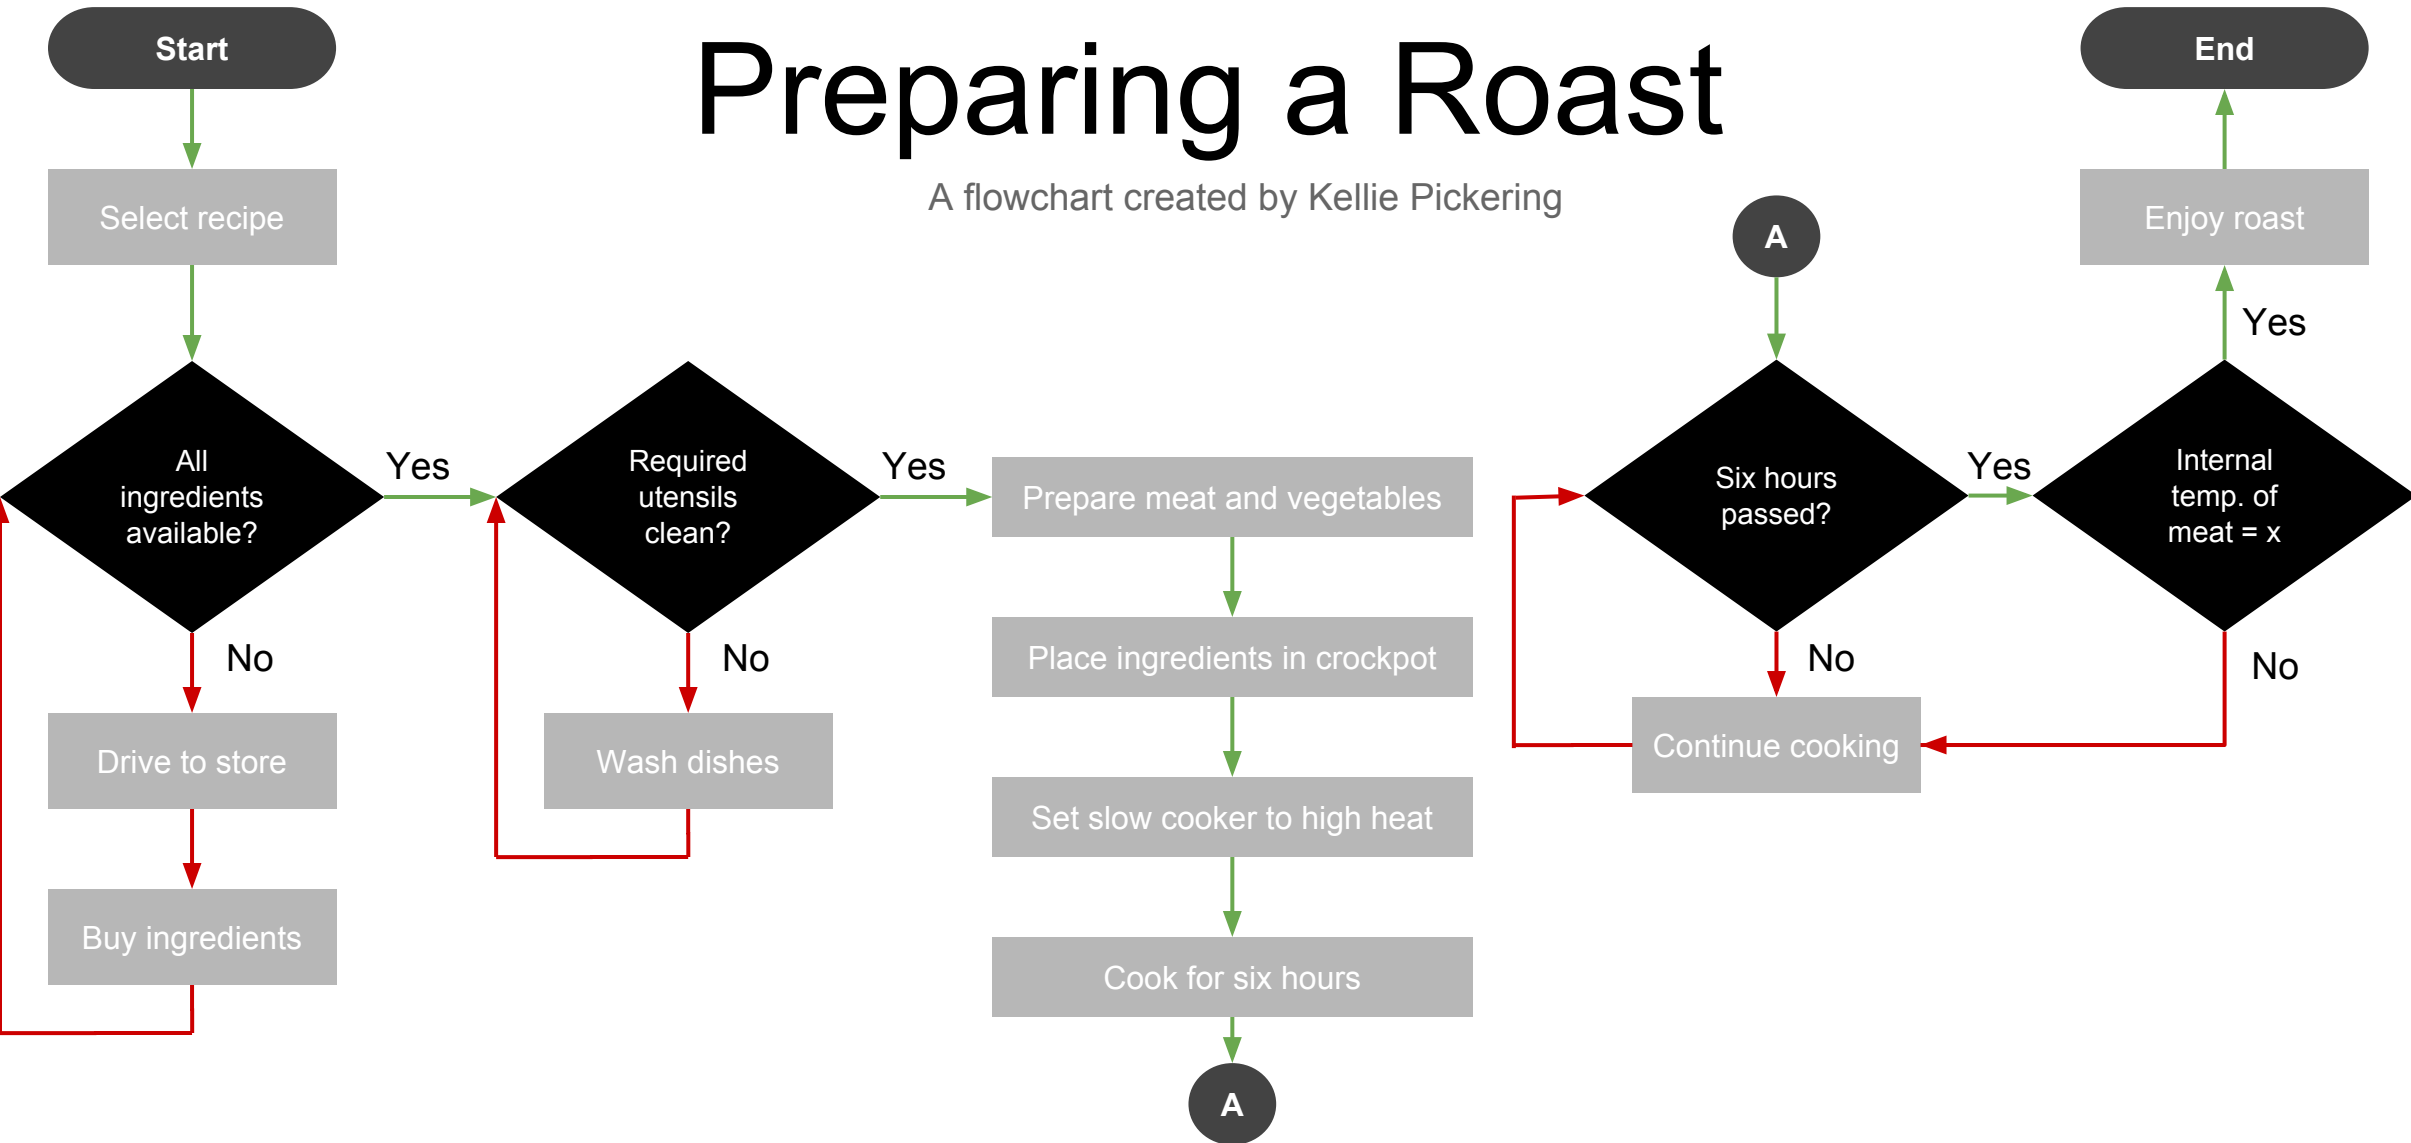 Preparing a Roast
A flowchart created by Kellie Pickering
Start
Select recipe
All
ingredients
available?
Yes
No
Drive to store
Buy ingredients
Required
utensils
clean?
Yes
No
Wash dishes
Prepare meat and vegetables
Place ingredients in crockpot
Set slow cooker to high heat
Cook for six hours
A
A
Six hours
passed?
Yes
No
Continue cooking
Internal
temp. of
meat = x
No
Yes
Enjoy roast
End